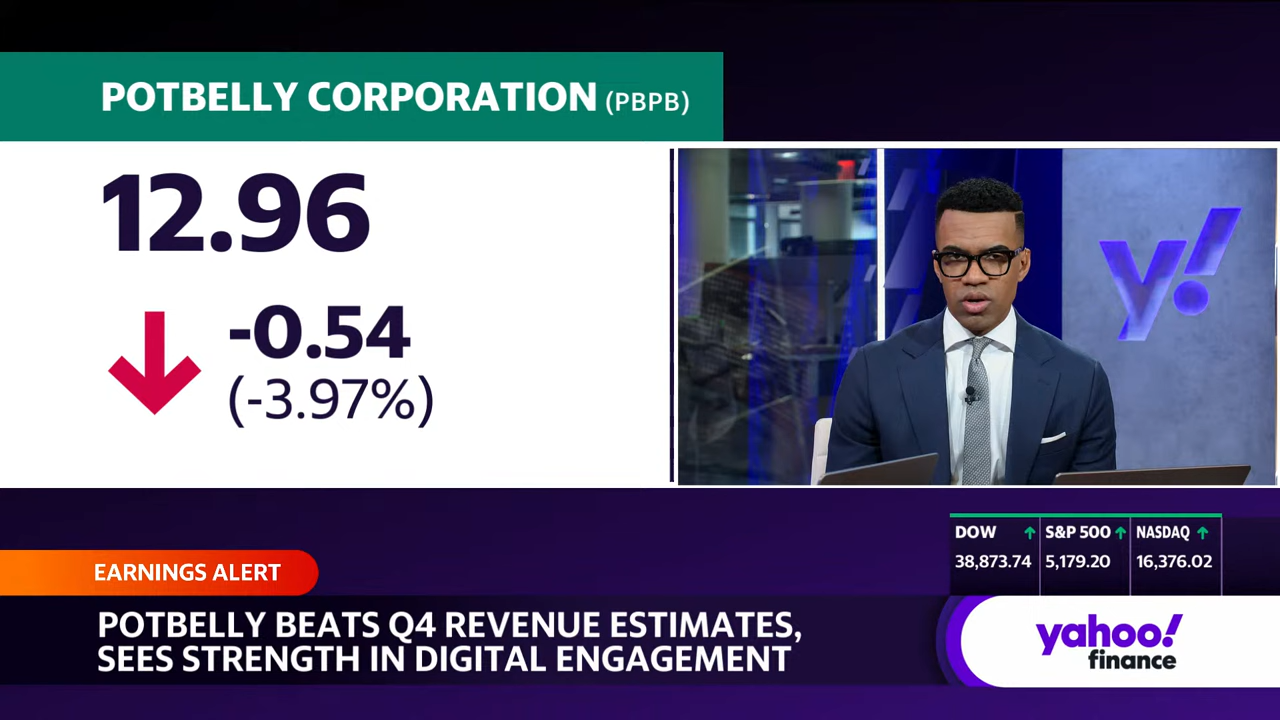 POTBELLY CORPORATION (PBPB)
12.96
-0.54
(-3.97%)
y!
EARNINGS ALERT
POTBELLY BEATS Q4 REVENUE ESTIMATES,
SEES STRENGTH IN DIGITAL ENGAGEMENT
DOW S&P 500 NASDAQ
38,873.74 5,179.20 16,376.02
yahoo!
finance